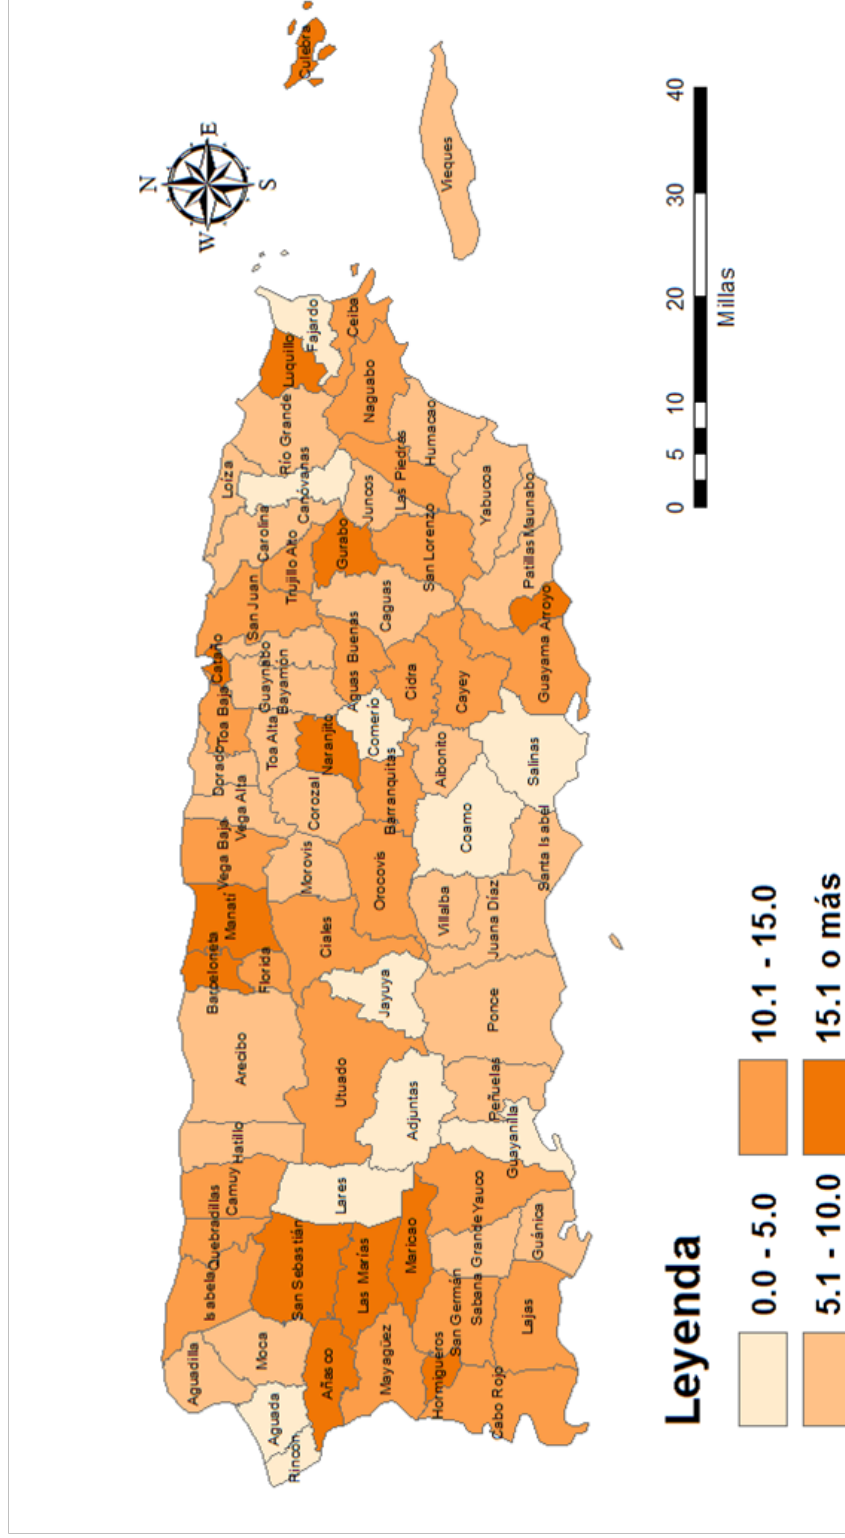 N
W
E
S
Culebra
Vieques
Fajardo
Ceiba
Luquillo
Naguabo
Río Grande
Loíza
Canóvanas
Las Piedras
Humacao
Juncos
Yabucoa
Maunabo
Carolina
Trujillo Alto
Gurabo
San Lorenzo
Patillas
San Juan
Caguas
Arroyo
Cataño
Guaynabo
Bayamón
Aguas Buenas
Cidra
Cayey
Guayama
Toa Baja
Toa Alta
Naranjito
Comerío
Aibonito
Salinas
Dorado
Vega Alta
Corozal
Barranquitas
Coamo
Santa Isabel
Vega Baja
Morovis
Orocovis
Villalba
Juana Díaz
Manatí
Ciales
Barceloneta
Florida
Jayuya
Ponce
Arecibo
Utuado
Adjuntas
Peñuelas
Guayanilla
Hatillo
Camuy
Lares
Yauco
Quebradillas
San Sebastián
Las Marías
Maricao
Sabana Grande
Guánica
Isabela
San Germán
Lajas
Aguadilla
Moca
Añasco
Mayagüez
Hormigueros
Cabo Rojo
Aguada
Rincón
0 5 10 20 30 40
Millas
Leyenda
0.0 - 5.0
10.1 - 15.0
5.1 - 10.0
15.1 o más